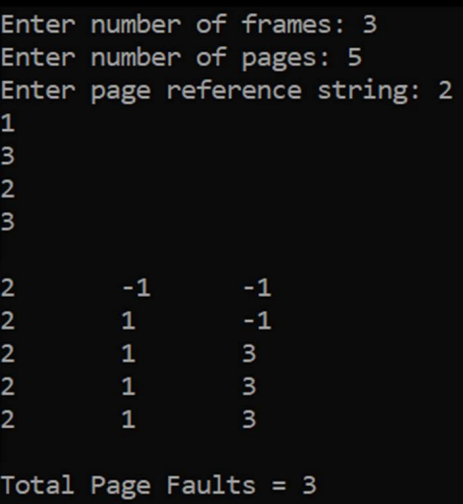 Enter number of frames: 3
Enter number of pages: 5
Enter page reference string: 2
1
3
2
3
2 -1 -1
2 1 -1
2 1 3
2 1 3
2 1 3
Total Page Faults = 3